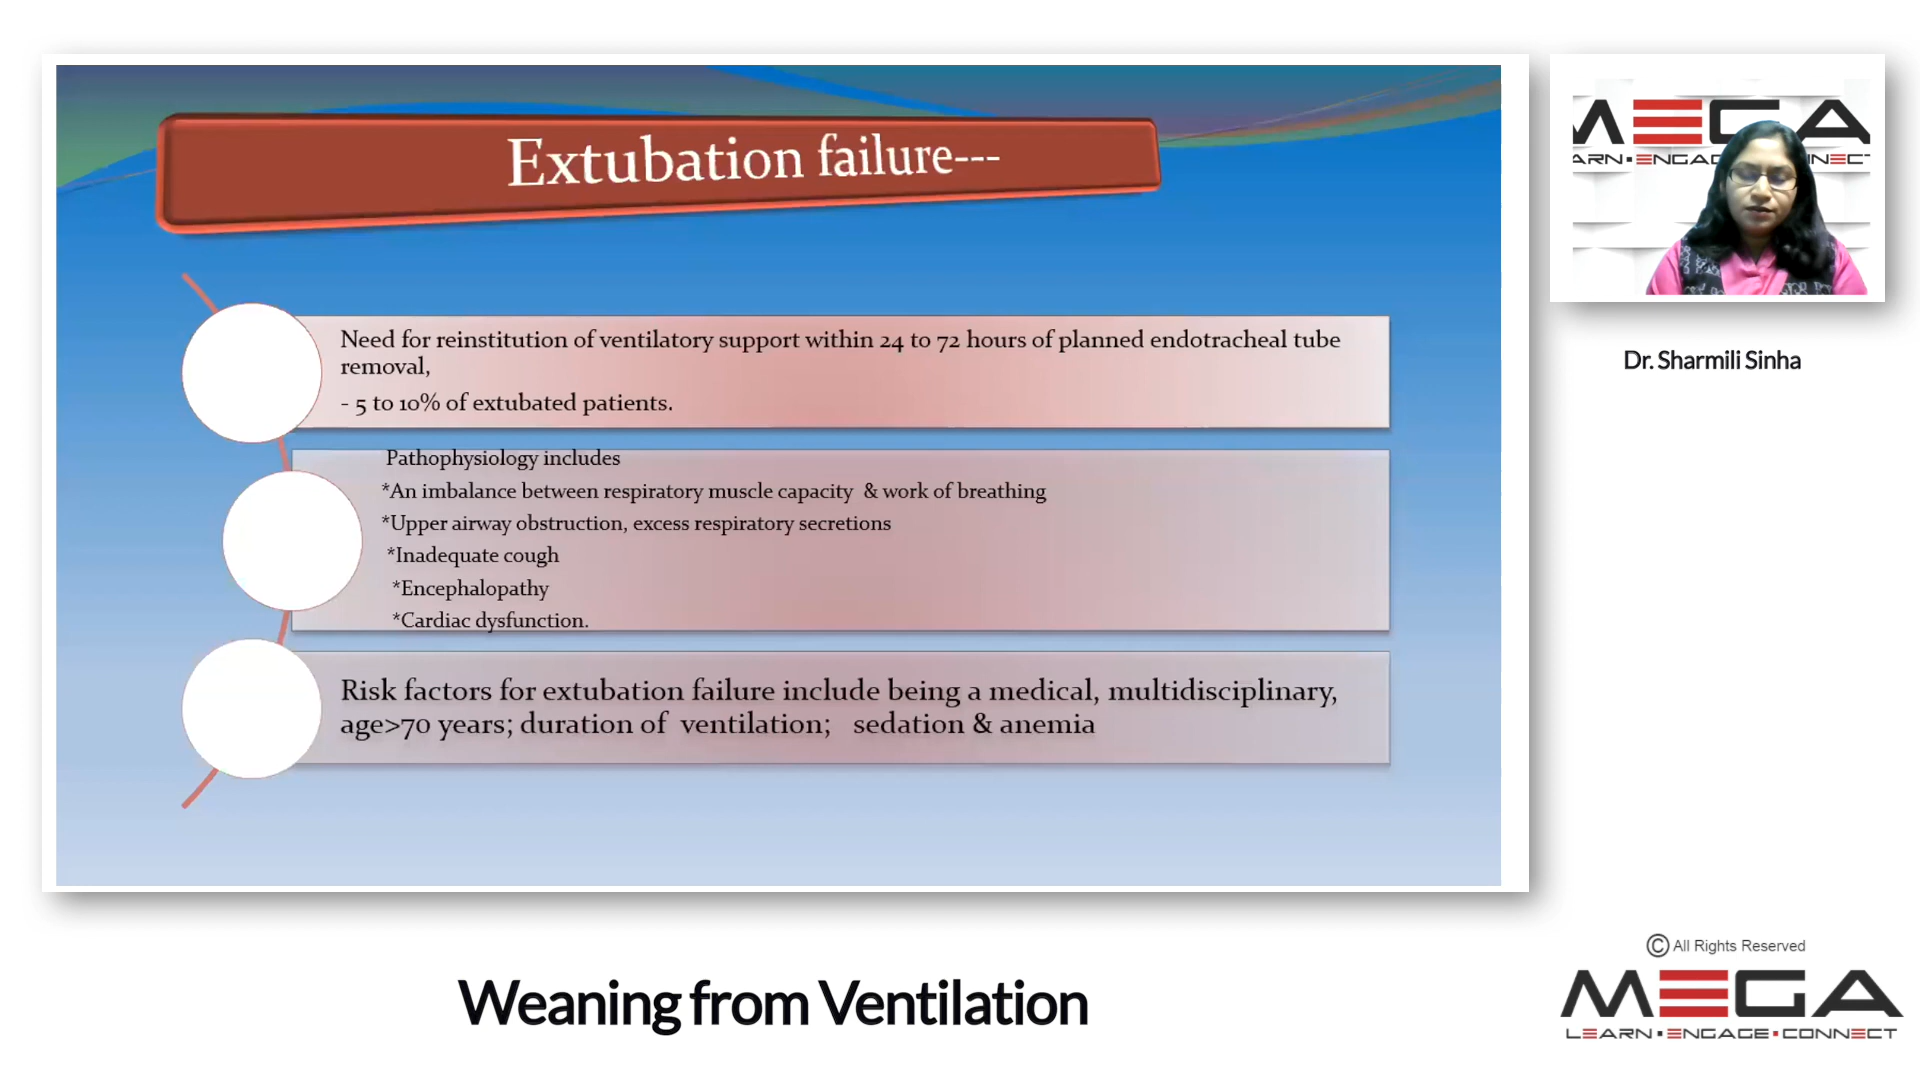 Extubation failure---
Need for reinstitution of ventilatory support within 24 to 72 hours of planned endotracheal tube
removal,
- 5 to 10% of extubated patients.
Pathophysiology includes
*An imbalance between respiratory muscle capacity & work of breathing
*Upper airway obstruction, excess respiratory secretions
*Inadequate cough
*Encephalopathy
*Cardiac dysfunction.
Risk factors for extubation failure include being a medical, multidisciplinary,
age>70 years; duration of ventilation; sedation & anemia
MEGA
Dr. Sharmili Sinha
Weaning from Ventilation
© All Rights Reserved
MEGA
LEARN▪ENGAGE▪CONNECT